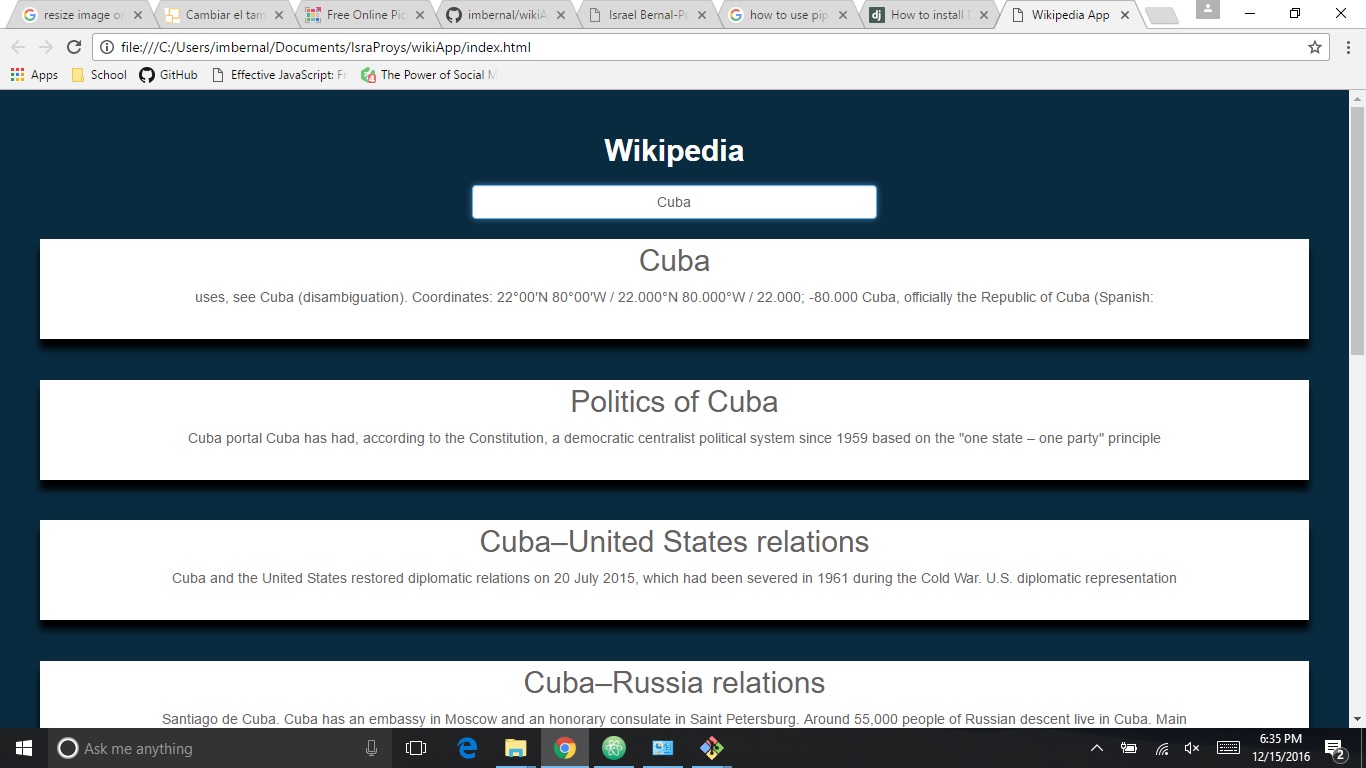 resize image or
Cambiar el tam
Free Online Pic
imbernal/wikiA
Israel Bernal-Po
how to use pip
How to install
Wikipedia App
file:///C:/Users/imbernal/Documents/IsraProys/wikiApp/index.html
Apps School GitHub Effective JavaScript: Fr The Power of Social M
Wikipedia
Cuba
Cuba
uses, see Cuba (disambiguation). Coordinates: 22°00′N 80°00′W / 22.000°N 80.000°W / 22.000; -80.000 Cuba, officially the Republic of Cuba (Spanish:
Politics of Cuba
Cuba portal Cuba has had, according to the Constitution, a democratic centralist political system since 1959 based on the "one state – one party" principle
Cuba–United States relations
Cuba and the United States restored diplomatic relations on 20 July 2015, which had been severed in 1961 during the Cold War. U.S. diplomatic representation
Cuba–Russia relations
Santiago de Cuba. Cuba has an embassy in Moscow and an honorary consulate in Saint Petersburg. Around 55,000 people of Russian descent live in Cuba. Main
Ask me anything
6:35 PM
12/15/2016
2